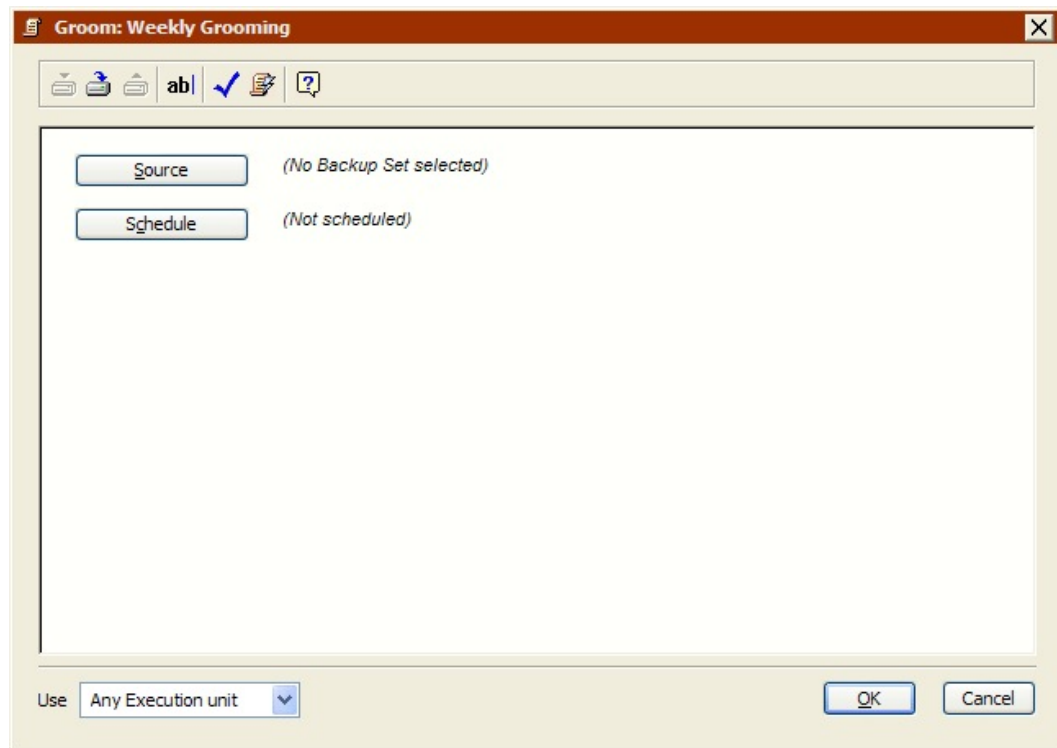 Groom: Weekly Grooming
ab|
Source (No Backup Set selected)
Schedule (Not scheduled)
Use Any Execution unit OK Cancel